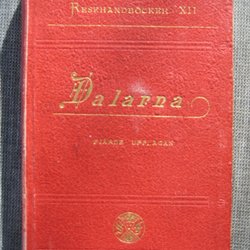 Resehandböcker XII
Dalarna
FJÄRDE UPPLAGAN